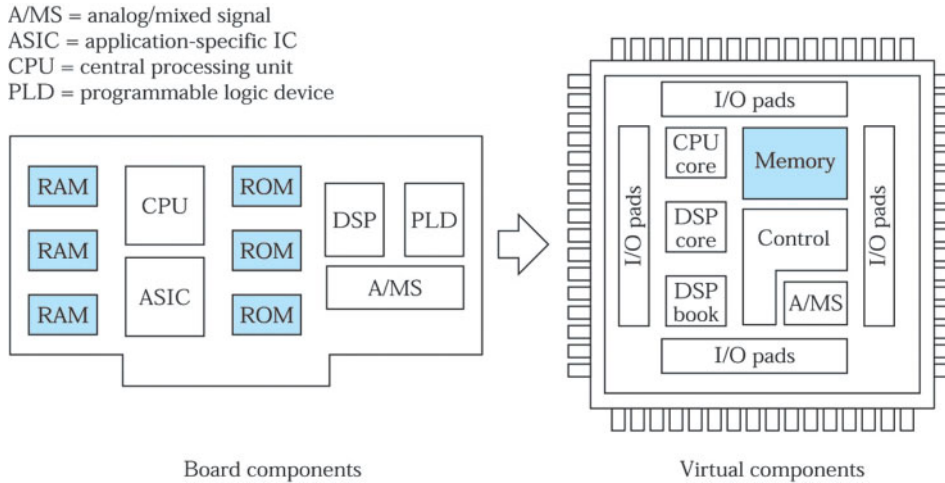 A/MS = analog/mixed signal
ASIC = application-specific IC
CPU = central processing unit
PLD = programmable logic device
RAM
CPU
ROM
DSP
PLD
RAM
ROM
A/MS
ASIC
RAM
ROM
Board components
I/O pads
I/O pads
CPU
core
Memory
I/O pads
DSP
core
Control
DSP
book
A/MS
I/O pads
Virtual components